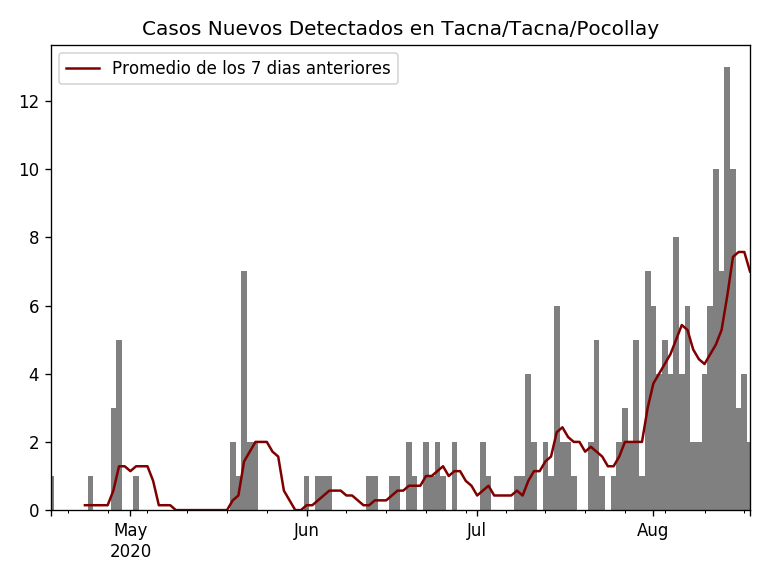 Casos Nuevos Detectados en Tacna/Tacna/Pocollay
Promedio de los 7 dias anteriores
12
10
8
6
4
2
0
May Jun Jul Aug
2020